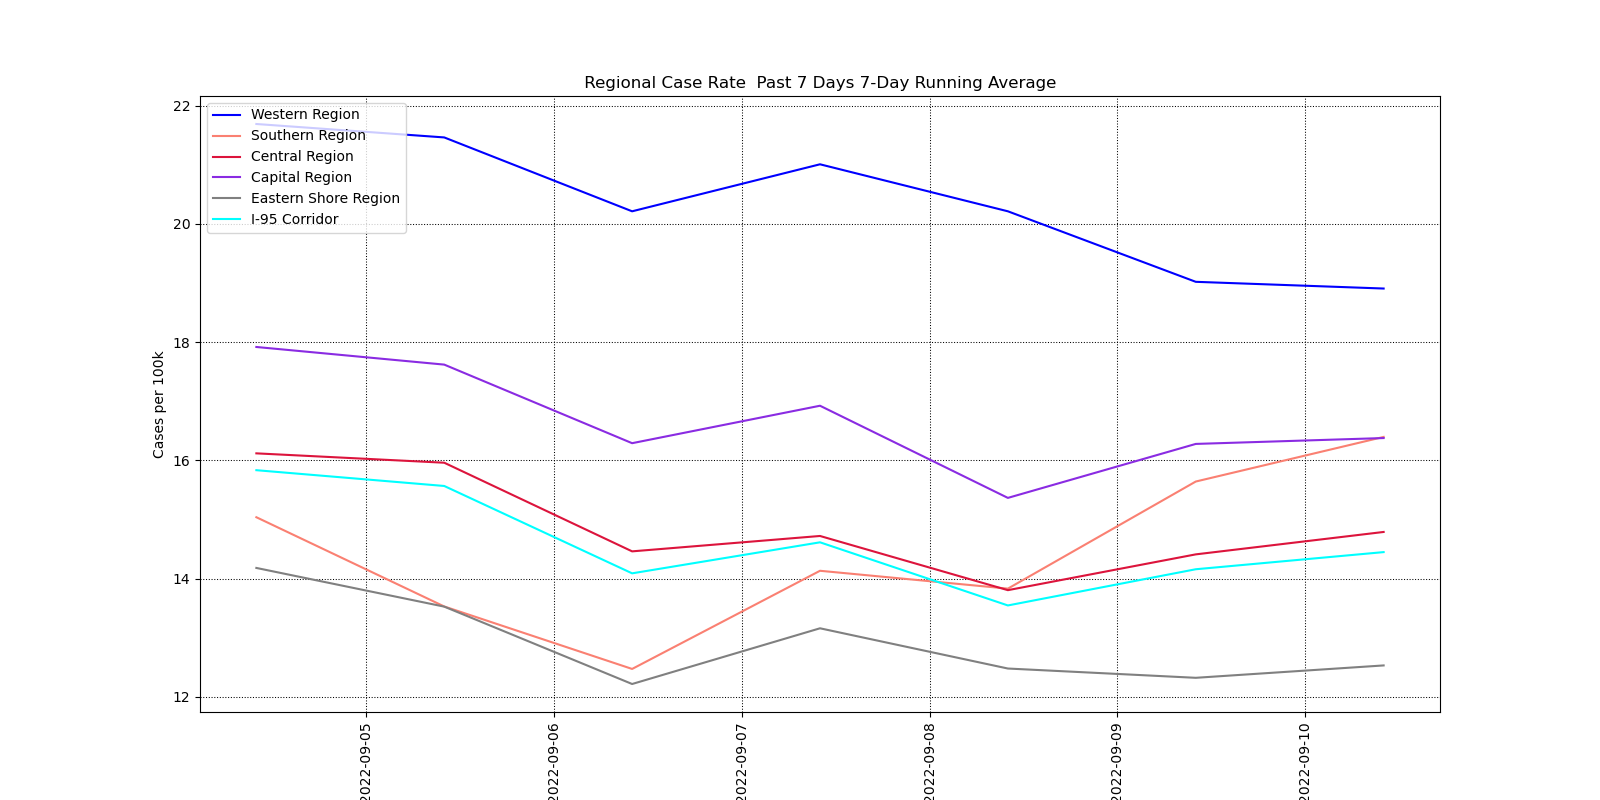 Regional Case Rate  Past 7 Days 7-Day Running Average
Western Region
Southern Region
Central Region
Capital Region
Eastern Shore Region
I-95 Corridor
Cases per 100k
22
20
18
16
14
12
2022-09-05
2022-09-06
2022-09-07
2022-09-08
2022-09-09
2022-09-10